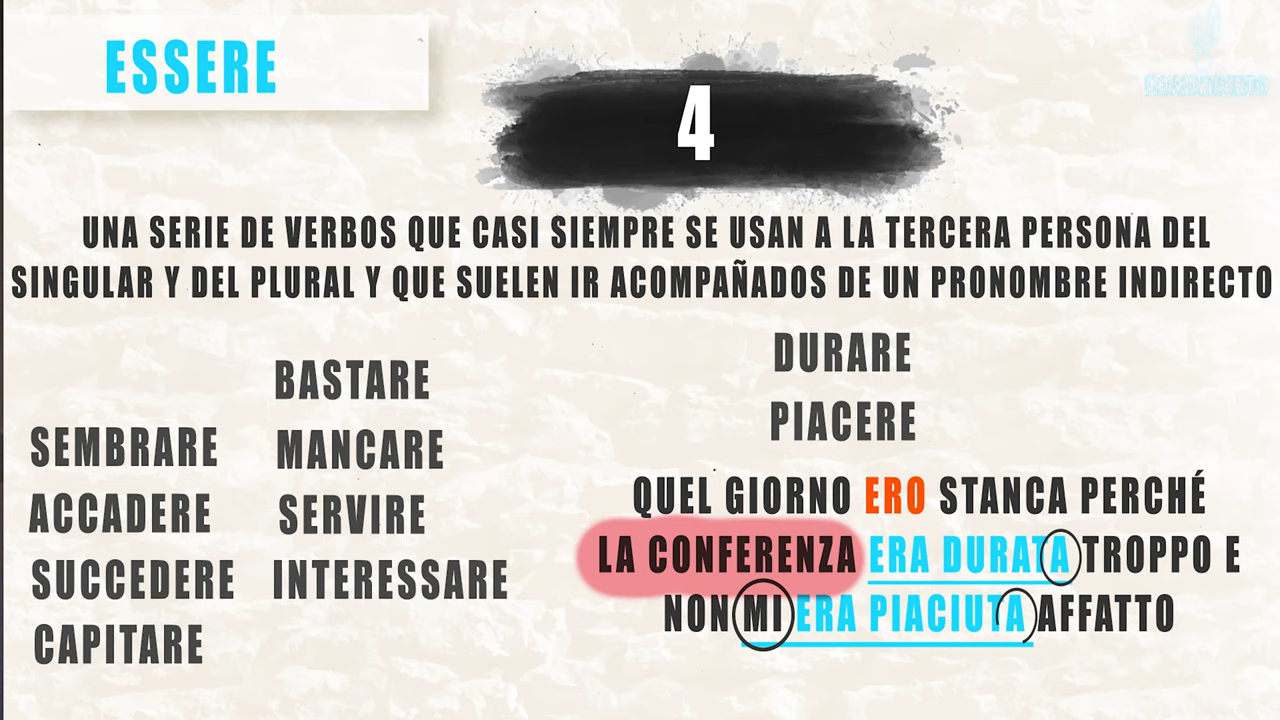 ESSERE
4
UNA SERIE DE VERBOS QUE CASI SIEMPRE SE USAN A LA TERCERA PERSONA DEL
SINGULAR Y DEL PLURAL Y QUE SUELEN IR ACOMPAÑADOS DE UN PRONOMBRE INDIRECTO
SEMBRARE
ACCADERE
SUCCEDERE
CAPITARE
BASTARE
MANCARE
SERVIRE
INTERESSARE
DURARE
PIACERE
QUEL GIORNO ERO STANCA PERCHÉ
LA CONFERENZA ERA DURATA TROPPO E
NON MI ERA PIACIUTA AFFATTO